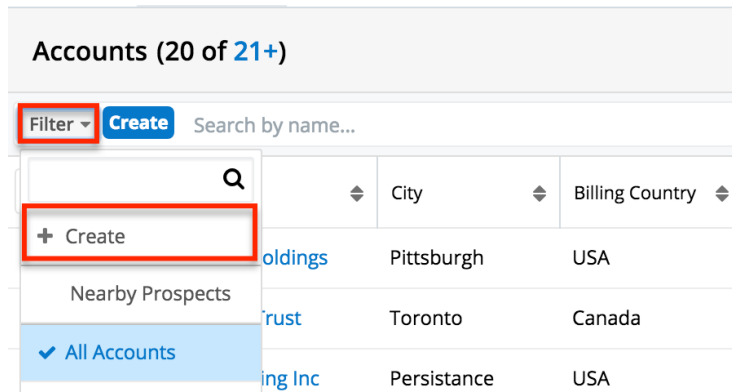 Accounts (20 of 21+)
Filter Create Search by name...
City Billing Country
+ Create
oldings Pittsburgh USA
Nearby Prospects
Trust Toronto Canada
All Accounts
ing Inc Persistance USA